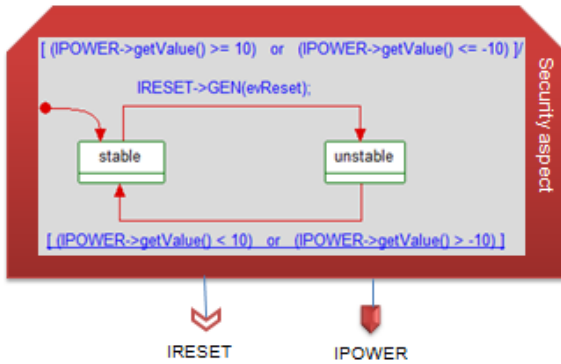 [ (IPOWER->getValue() >= 10) or (IPOWER->getValue() <= -10) ]/
IRESET->GEN(evReset);
stable
unstable
[ (IPOWER->getValue() < 10) or (IPOWER->getValue() > -10) ]
Security aspect
IRESET
IPOWER